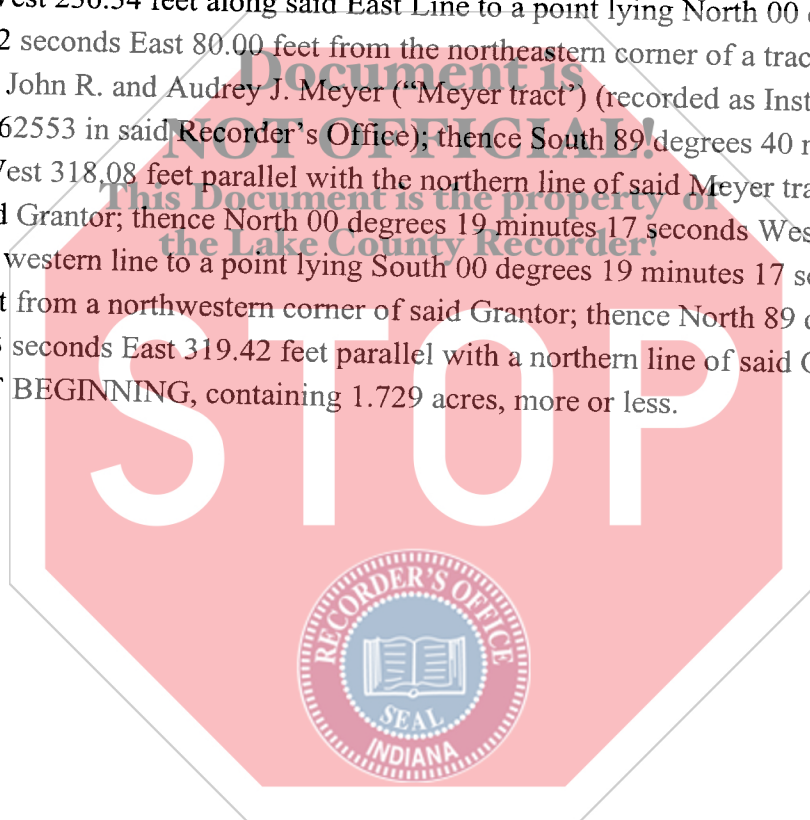 est 236.54 feet along said East Line to a point lying North 00
2 seconds East 80.00 feet from the northeastern corner of a trac
Document is
John R. and Audrey J. Meyer (“Meyer tract’) (recorded as Inst
NOT OFFICIAL!
62553 in said Recorder’s Office); thence South 89 degrees 40
est 318.08 feet parallel with the northern line of said Meyer tra
This Document is the property of
d Grantor; thence North 00 degrees 19 minutes 17 seconds Wes
the Lake County Recorder!
western line to a point lying South 00 degrees 19 minutes 17 s
t from a northwestern corner of said Grantor; thence North 89
seconds East 319.42 feet parallel with a northern line of said
BEGINNING, containing 1.729 acres, more or less.
STOP
RECORDER'S OFFICE
SEAL
INDIANA